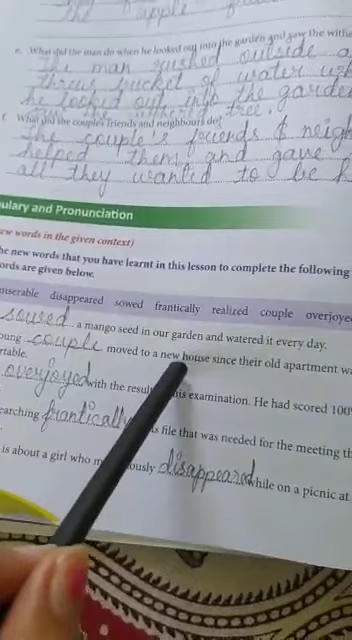 The apple
e. What did the man do when he looked out into the garden and saw the withe
The man rushed outside a
threw bucket of water
he looked out into the garde
tree.
f. What did the couple's friends and neighbours do?
The couple's friends & neigh
helped them and gave
all they wanted to be h
ulary and Pronunciation
ew words in the given context)
he new words that you have learnt in this lesson to complete the following
ords are given below.
miserable disappeared sowed frantically realized couple overjoye
sowed a mango seed in our garden and watered it every day.
oung couple moved to a new house since their old apartment wa
rtable.
overjoyed with the result his examination. He had scored 100%
earching frantically is file that was needed for the meeting th
is about a girl who m ously disappeared while on a picnic at